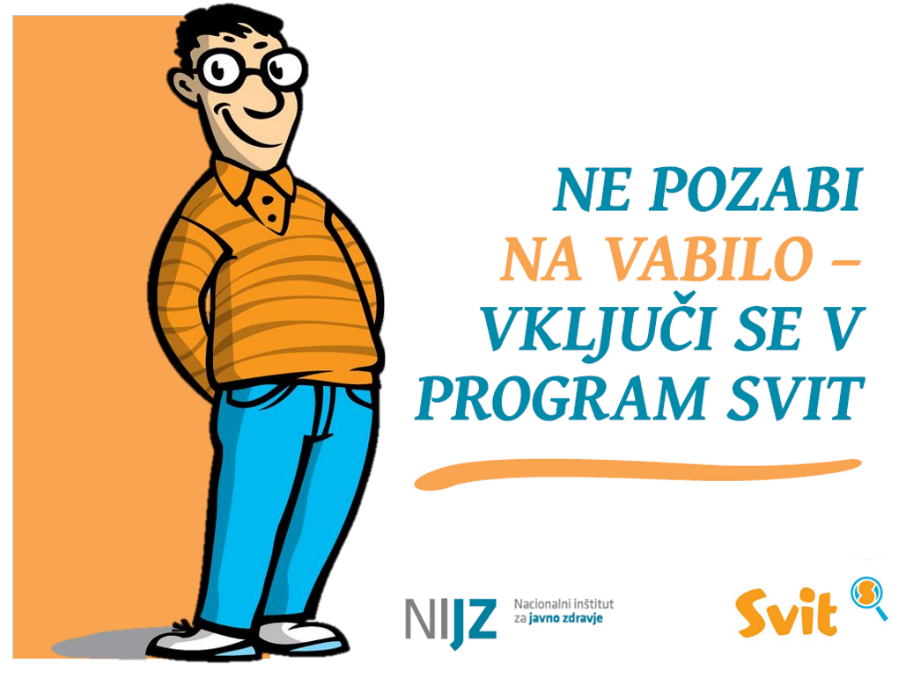 NE POZABI
NA VABILO –
VKLJUČI SE V
PROGRAM SVIT
NIJZ
Nacionalni inštitut
za javno zdravje
Svit